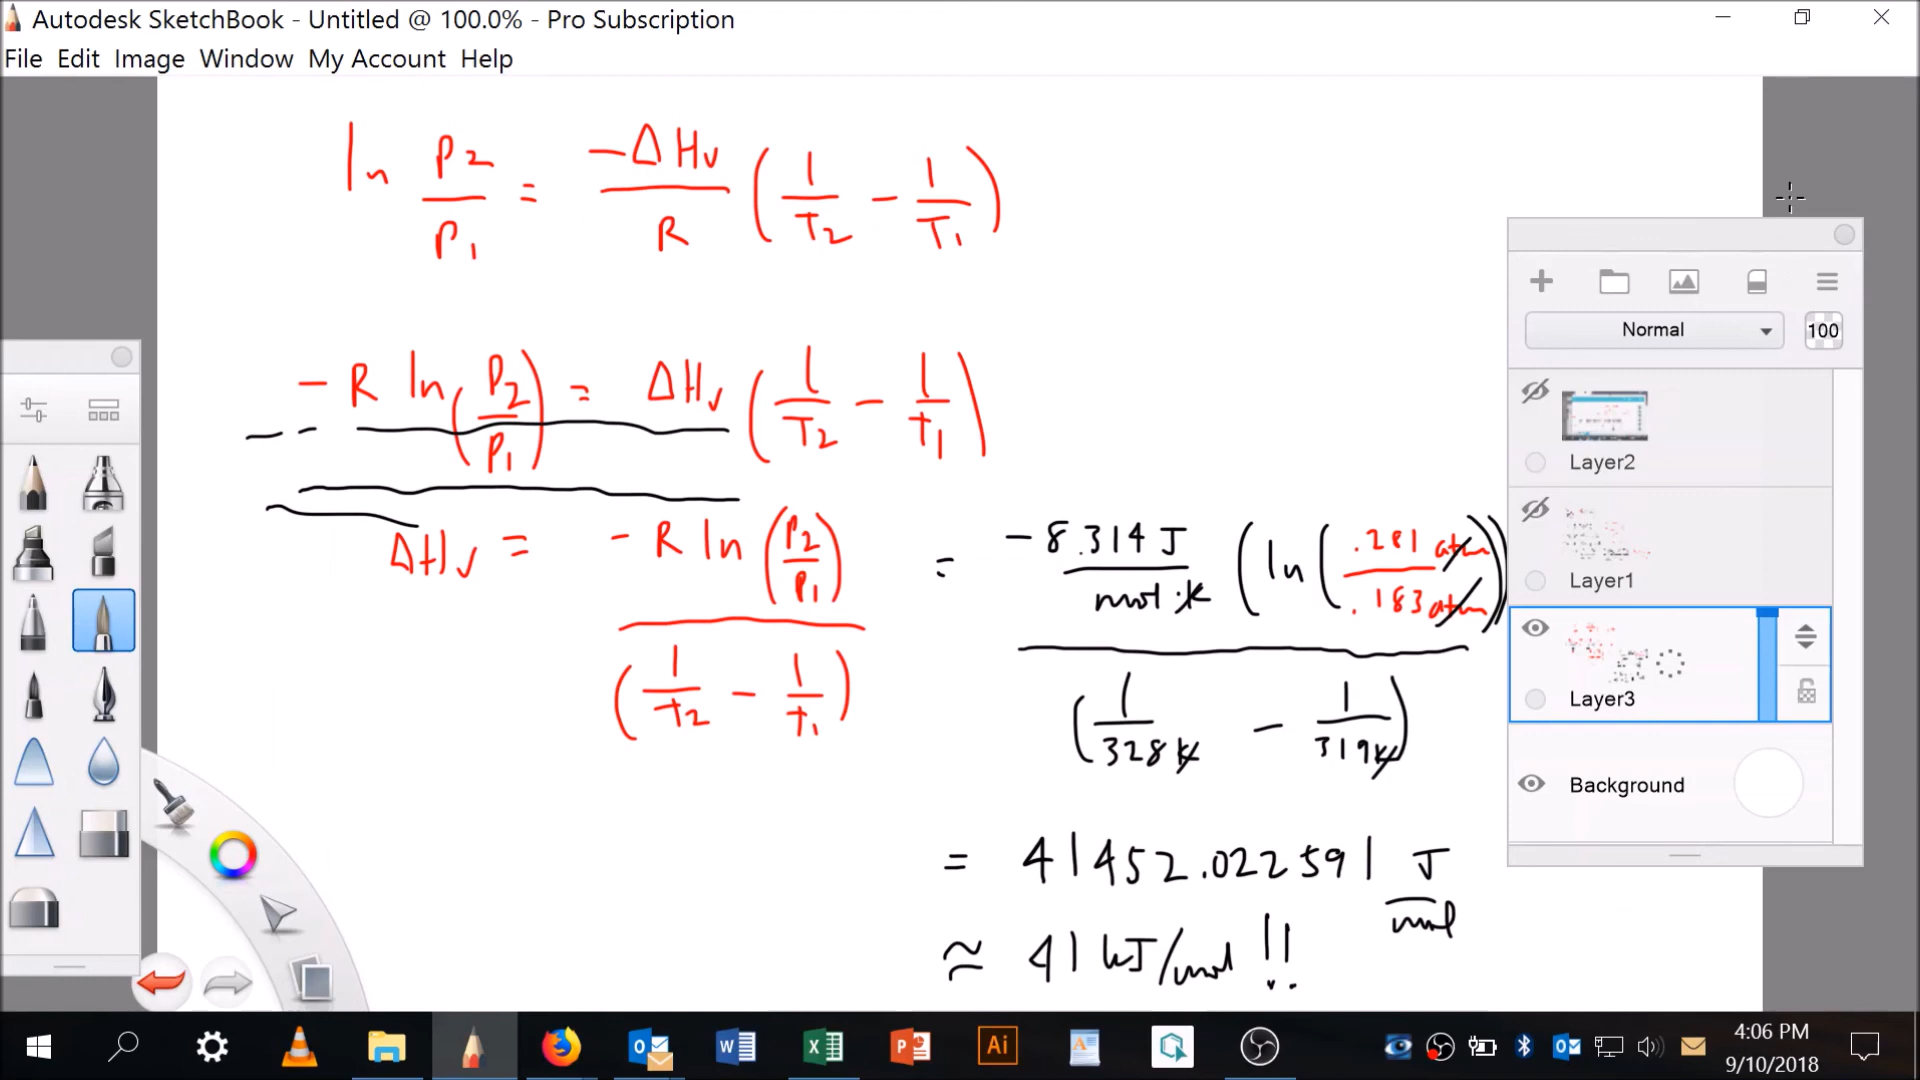 Autodesk SketchBook - Untitled @ 100.0% - Pro Subscription
File Edit Image Window My Account Help
ln P2/P1 = -ΔHv/R (1/T2 - 1/T1)
-R ln(P2/P1) = ΔHv (1/T2 - 1/T1)
ΔHv = -R ln(P2/P1) / (1/T2 - 1/T1) = -8.314 J/mol·K (ln(.281 atm/.183 atm)) / (1/328K - 1/319K)
= 41452.022591 J/mol
≈ 41 kJ/mol !!
Normal
100
Layer2
Layer1
Layer3
Background
4:06 PM
9/10/2018